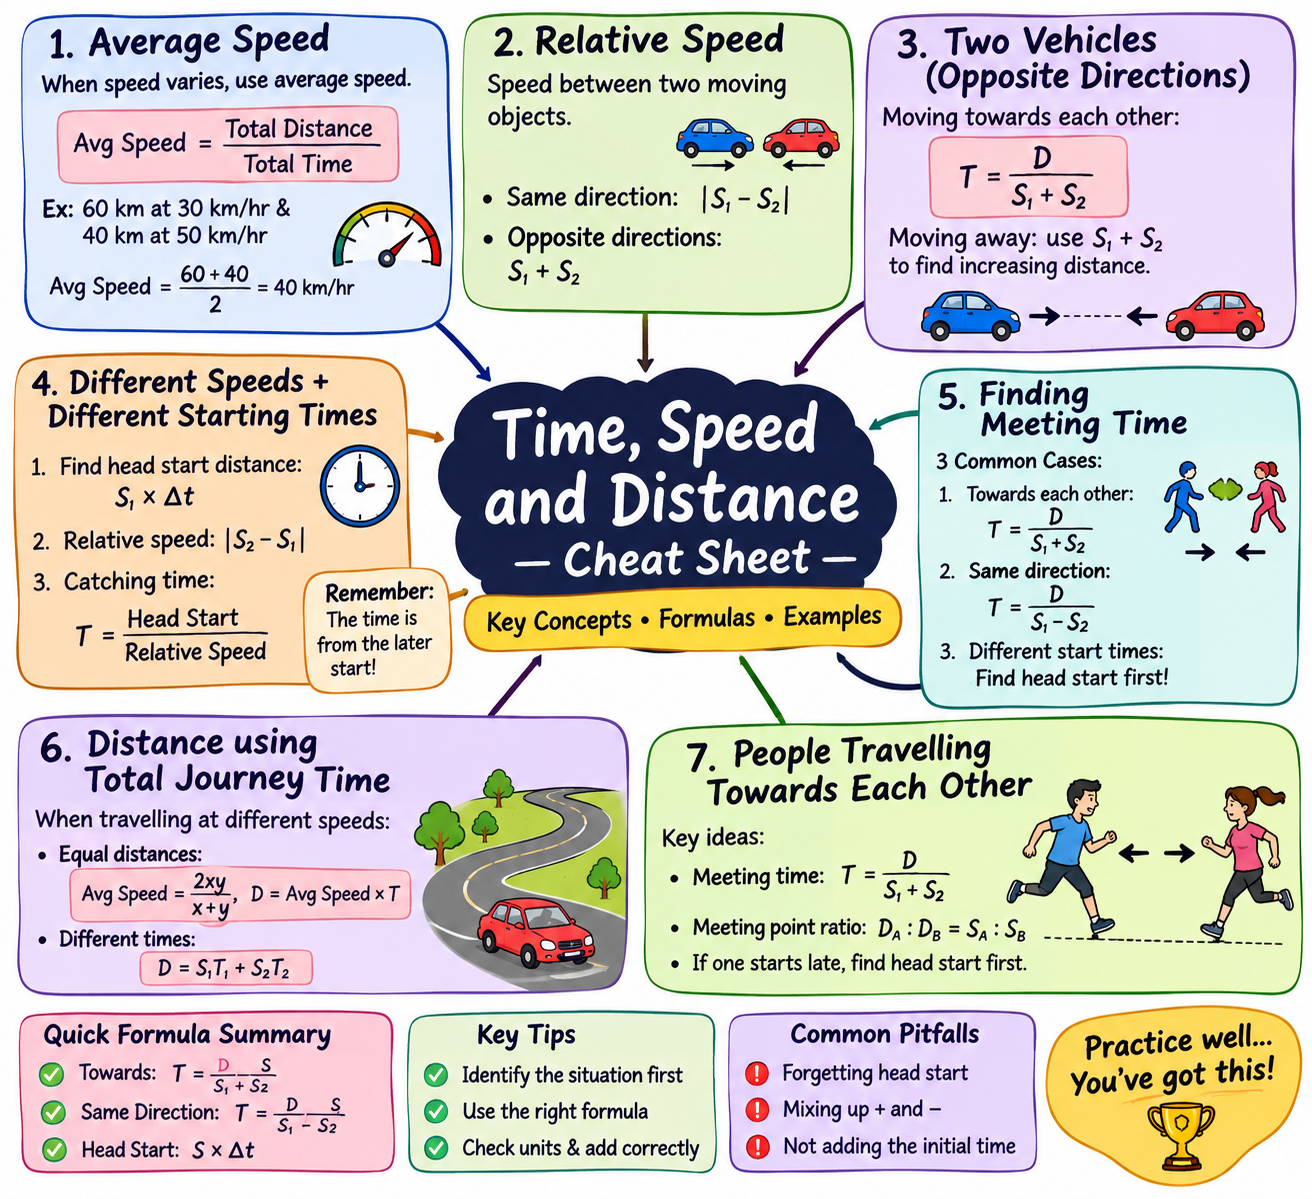 1. Average Speed
When speed varies, use average speed.
Avg Speed = Total Distance / Total Time
Ex: 60 km at 30 km/hr &
40 km at 50 km/hr
Avg Speed = 60 + 40 / 2 = 40 km/hr
2. Relative Speed
Speed between two moving
objects.
• Same direction: |S₁ − S₂|
• Opposite directions:
S₁ + S₂
3. Two Vehicles
(Opposite Directions)
Moving towards each other:
T = D / S₁ + S₂
Moving away: use S₁ + S₂
to find increasing distance.
4. Different Speeds +
Different Starting Times
1. Find head start distance:
S₁ × Δt
2. Relative speed: |S₂ − S₁|
3. Catching time:
T = Head Start / Relative Speed
Remember:
The time is
from the later
start!
Time, Speed
and Distance
— Cheat Sheet —
Key Concepts • Formulas • Examples
5. Finding
Meeting Time
3 Common Cases:
1. Towards each other:
T = D / S₁ + S₂
2. Same direction:
T = D / S₁ − S₂
3. Different start times:
Find head start first!
6. Distance using
Total Journey Time
When travelling at different speeds:
• Equal distances:
Avg Speed = 2xy / x+y, D = Avg Speed × T
• Different times:
D = S₁T₁ + S₂T₂
7. People Travelling
Towards Each Other
Key ideas:
• Meeting time: T = D / S₁ + S₂
• Meeting point ratio: D_A : D_B = S_A : S_B
• If one starts late, find head start first.
Quick Formula Summary
Towards: T = D S / S₁ + S₂
Same Direction: T = D S / S₁ − S₂
Head Start: S × Δt
Key Tips
Identify the situation first
Use the right formula
Check units & add correctly
Common Pitfalls
! Forgetting head start
! Mixing up + and −
! Not adding the initial time
Practice well...
You've got this!